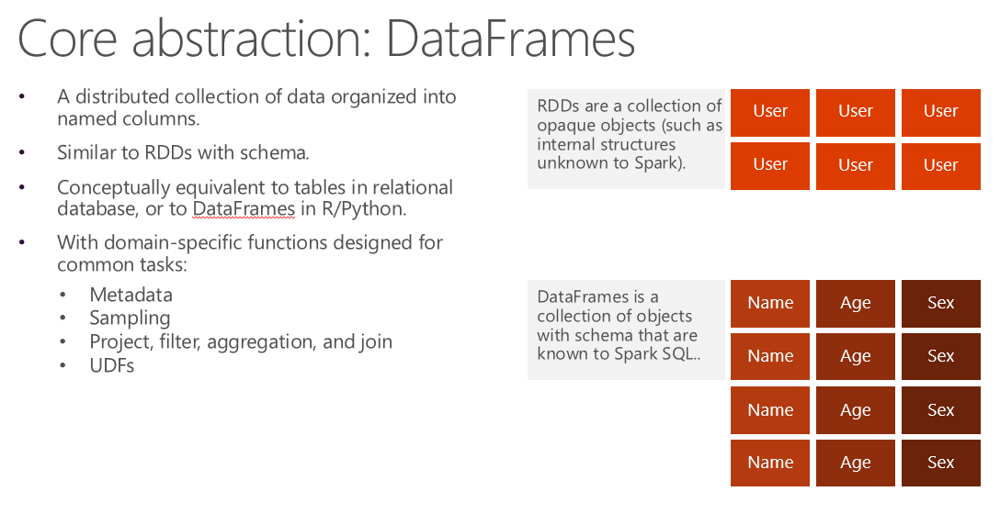 Core abstraction: DataFrames
• A distributed collection of data organized into
named columns.
• Similar to RDDs with schema.
• Conceptually equivalent to tables in relational
database, or to DataFrames in R/Python.
• With domain-specific functions designed for
common tasks:
• Metadata
• Sampling
• Project, filter, aggregation, and join
• UDFs
RDDs are a collection of
opaque objects (such as
internal structures
unknown to Spark).
User User User
User User User
DataFrames is a
collection of objects
with schema that are
known to Spark SQL..
Name Age Sex
Name Age Sex
Name Age Sex
Name Age Sex